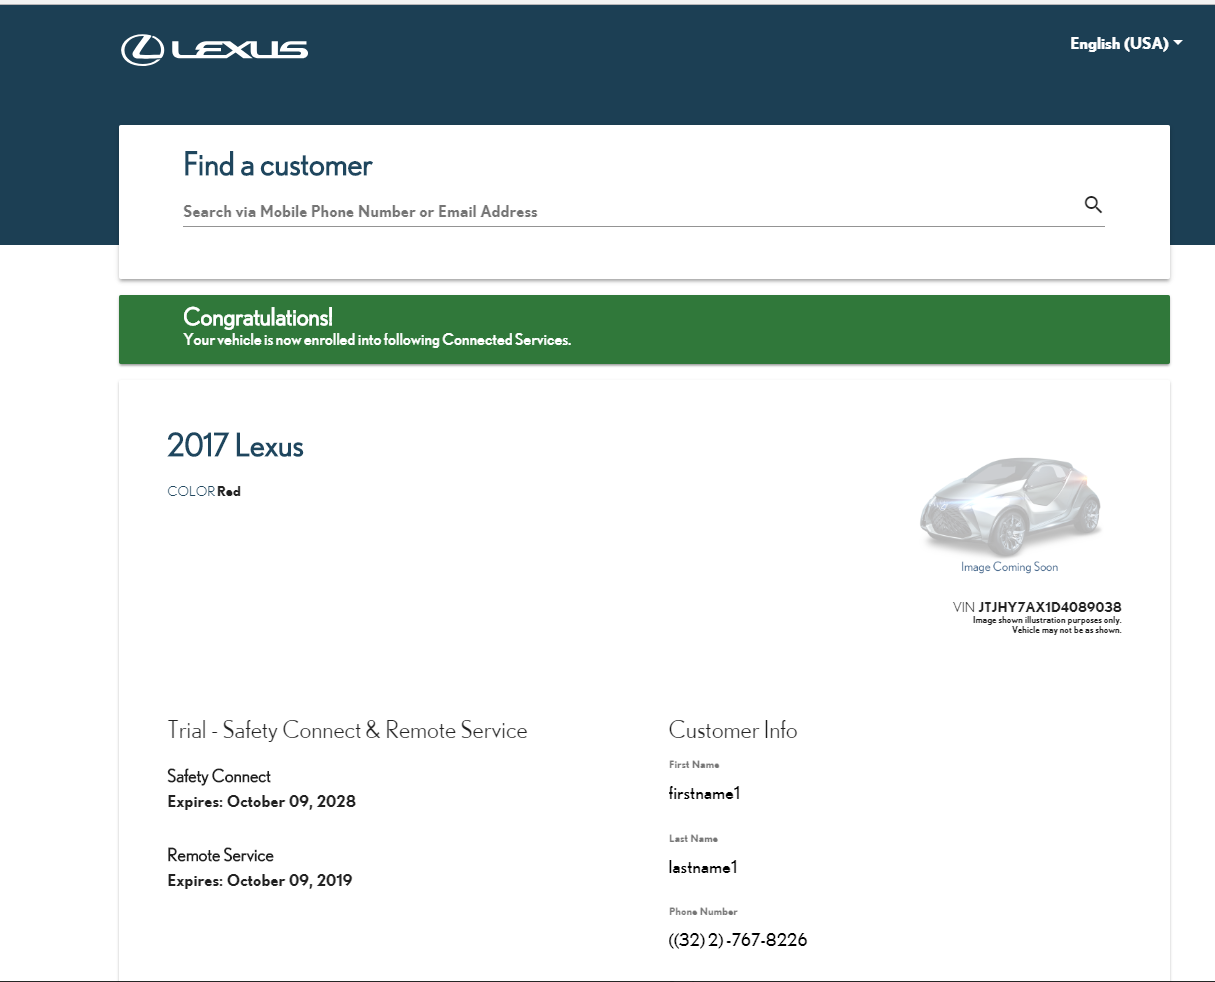 LEXUS
English (USA)
Find a customer
Search via Mobile Phone Number or Email Address
Congratulations!
Your vehicle is now enrolled into following Connected Services.
2017 Lexus
COLOR Red
Image Coming Soon
VIN JTJHY7AX1D4089038
Image shown illustration purposes only.
Vehicle may not be as shown.
Trial - Safety Connect & Remote Service
Safety Connect
Expires: October 09, 2028
Remote Service
Expires: October 09, 2019
Customer Info
First Name
firstname1
Last Name
lastname1
Phone Number
((32) 2) -767-8226